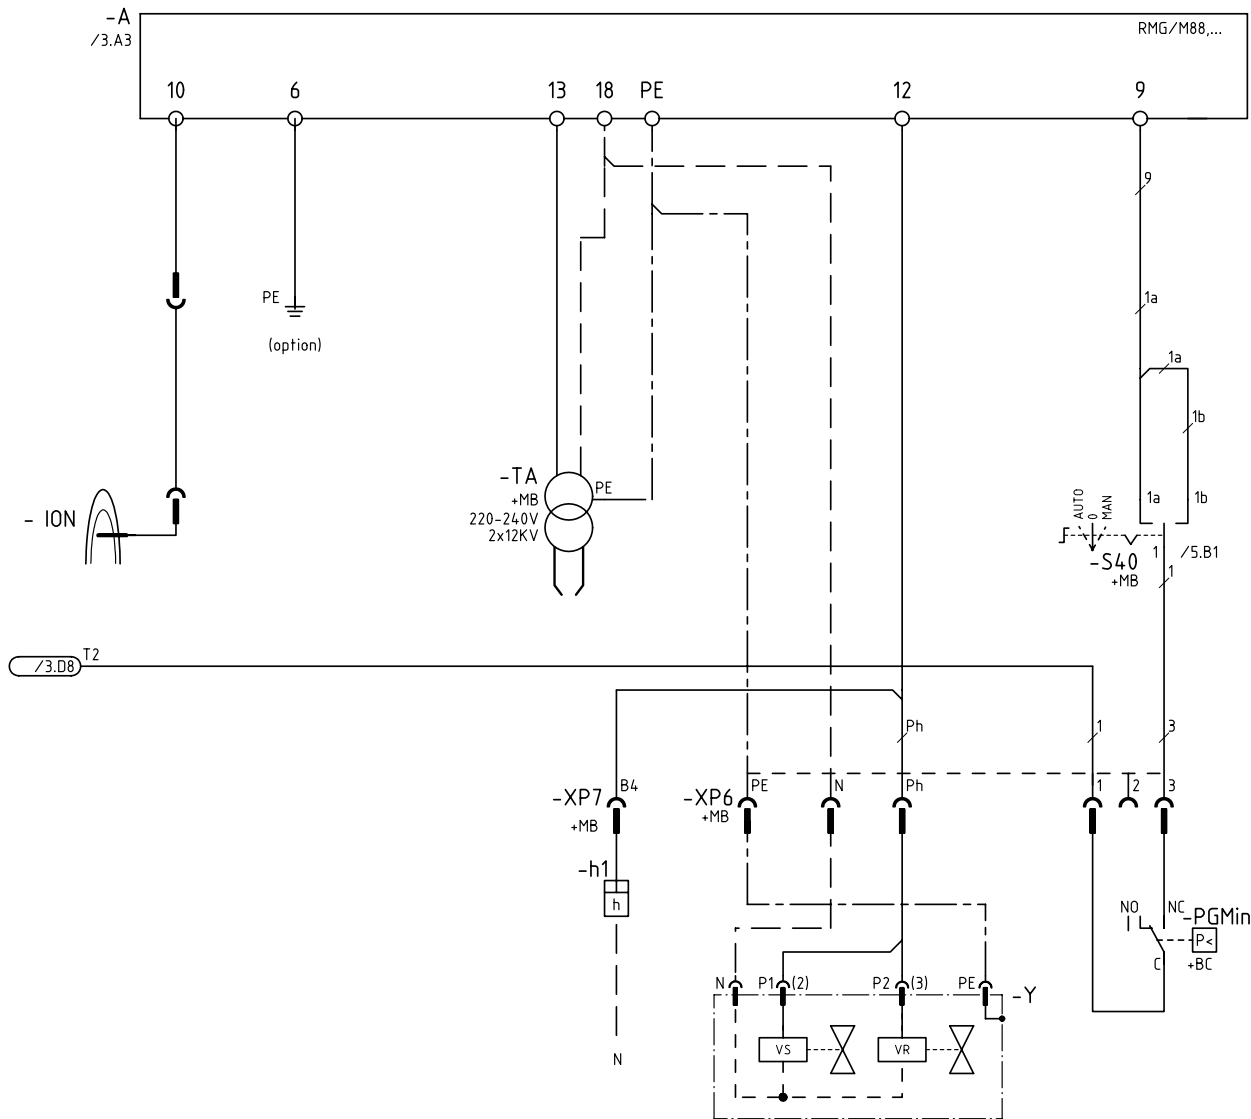 -A
/3.A3
RMG/M88,...
10
6
13
18
PE
12
9
9
1a
PE
(option)
1a
1b
-TA
+MB
220-240V
2x12KV
PE
- ION
AUTO
0
MAN
1a
1b
1
/5.B1
-S40
+MB
1
/3.D8
T2
Ph
1
3
-XP7
+MB
B4
-XP6
+MB
PE
N
Ph
1
2
3
-h1
h
NO
NC
-PGMin
P<
C
+BC
N
P1
(2)
P2
(3)
PE
-Y
VS
VR
N